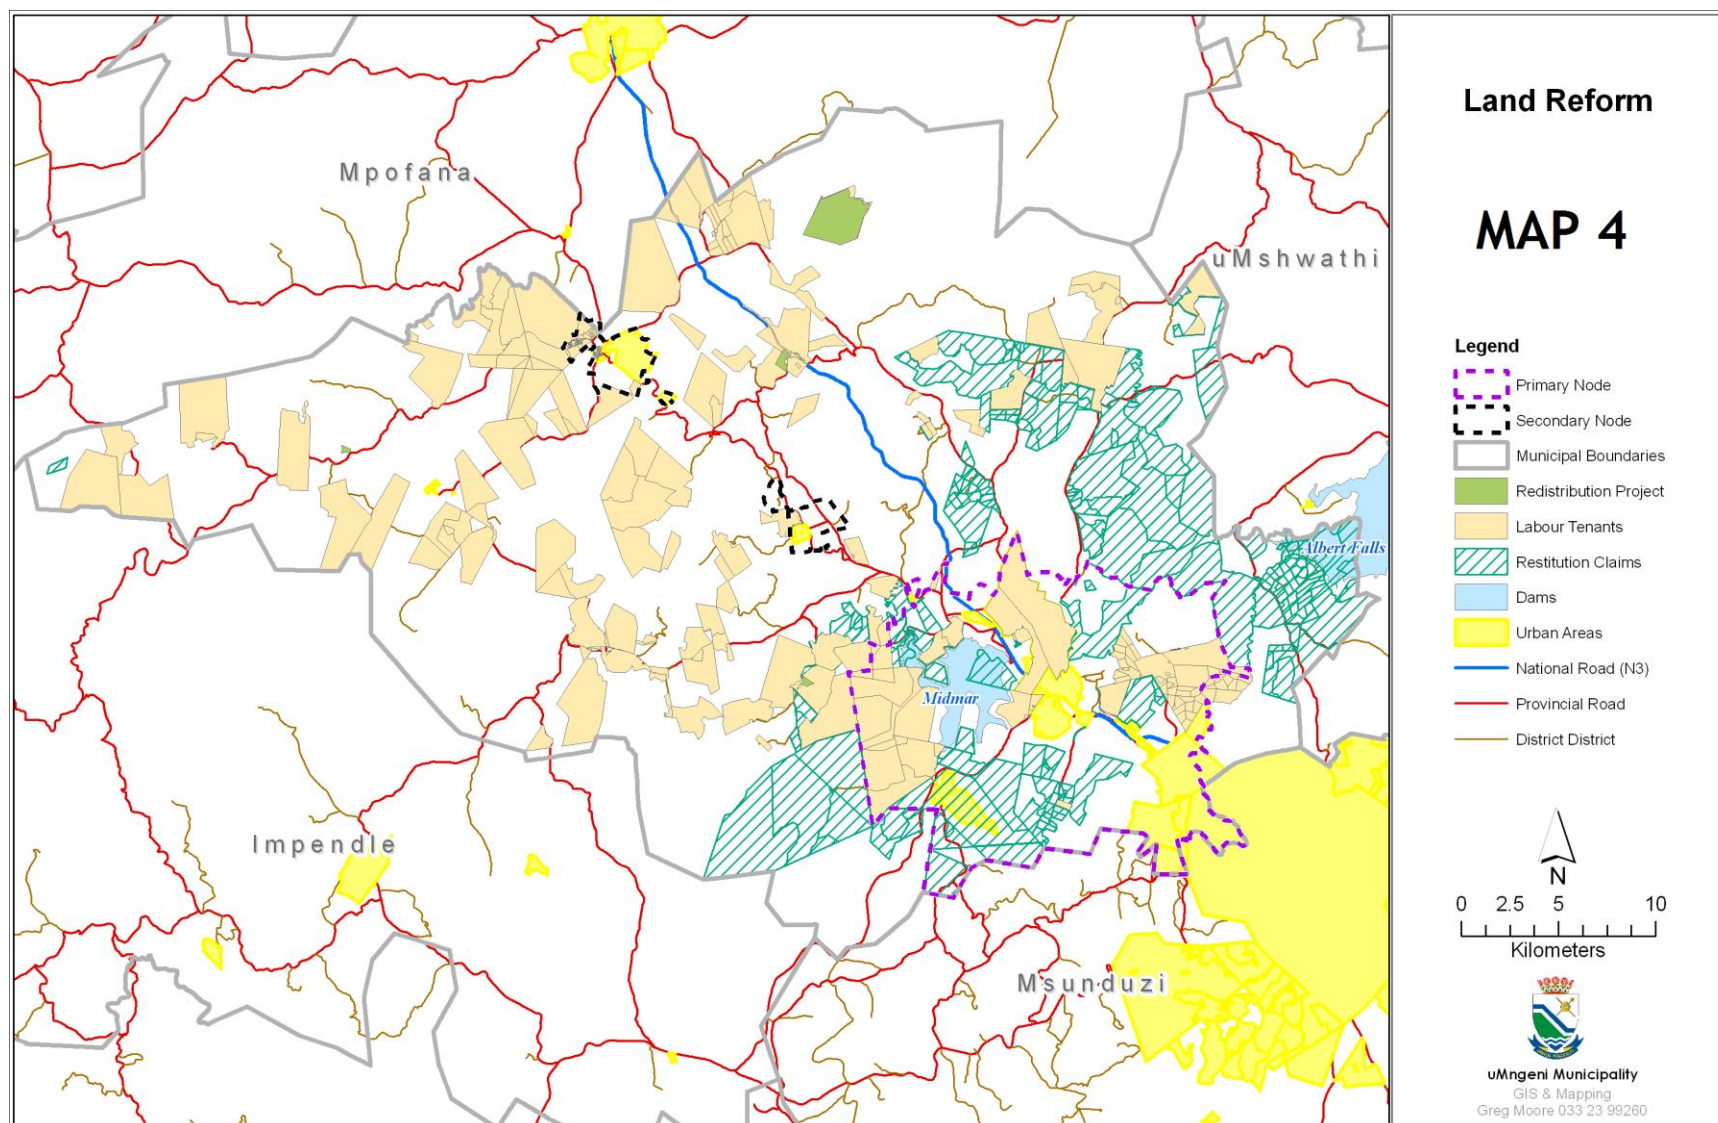 Mpofana
uMshwathi
Albert Falls
Midmar
Impendle
Msunduzi
Land Reform
MAP 4
Legend
Primary Node
Secondary Node
Municipal Boundaries
Redistribution Project
Labour Tenants
Restitution Claims
Dams
Urban Areas
National Road (N3)
Provincial Road
District District
N
0 2.5 5 10
Kilometers
uMngeni Municipality
GIS & Mapping
Greg Moore 033 23 99260